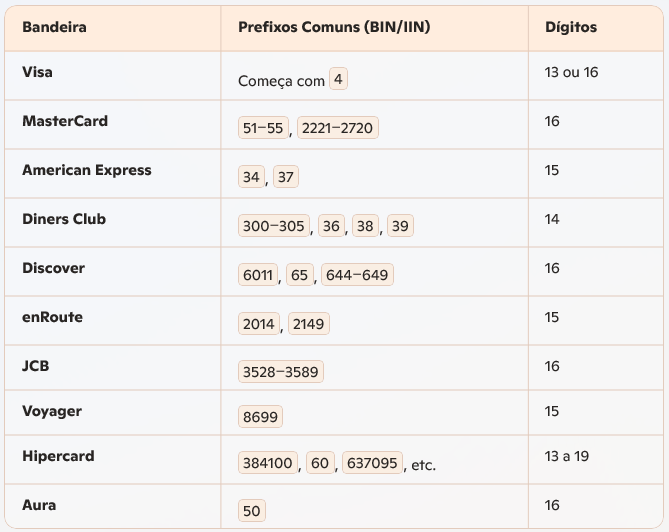 Bandeira Prefixos Comuns (BIN/IIN) Dígitos
Visa Começa com 4 13 ou 16
MasterCard 51–55, 2221–2720 16
American Express 34, 37 15
Diners Club 300–305, 36, 38, 39 14
Discover 6011, 65, 644–649 16
enRoute 2014, 2149 15
JCB 3528–3589 16
Voyager 8699 15
Hipercard 384100, 60, 637095, etc. 13 a 19
Aura 50 16